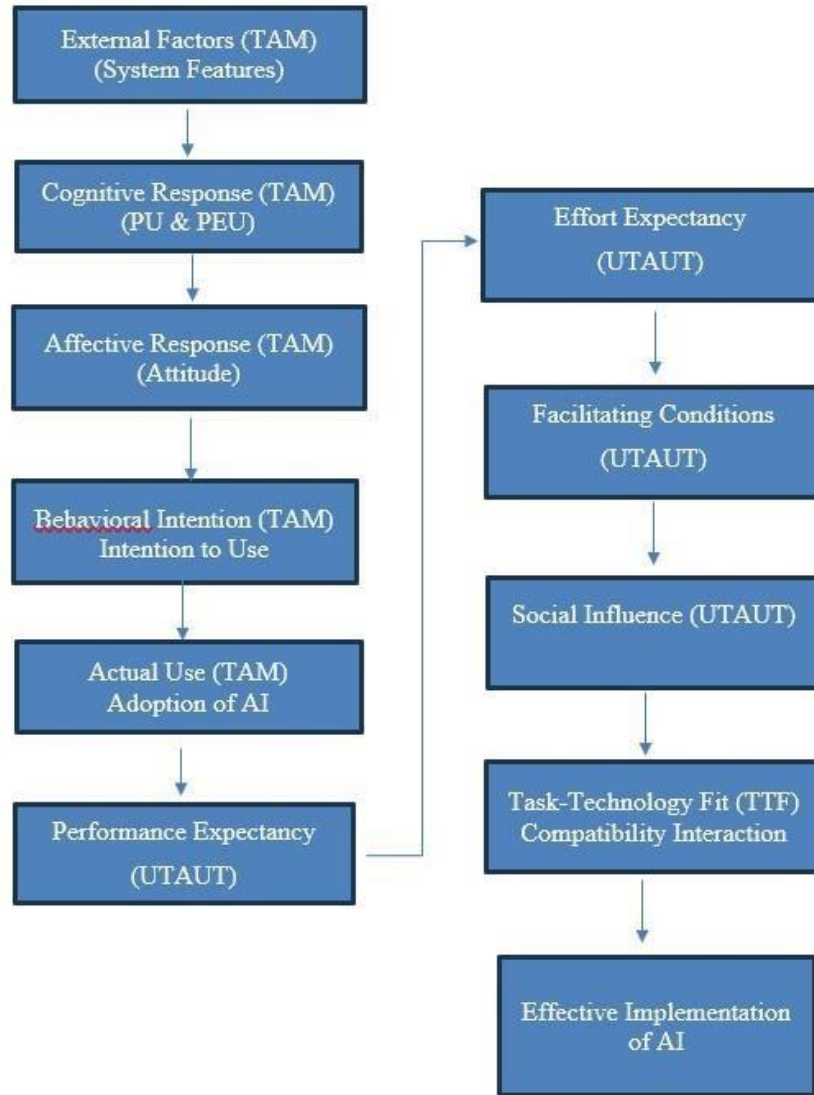 External Factors (TAM)
(System Features)
Cognitive Response (TAM)
(PU & PEU)
Affective Response (TAM)
(Attitude)
Behavioral Intention (TAM)
Intention to Use
Actual Use (TAM)
Adoption of AI
Performance Expectancy
(UTAUT)
Effort Expectancy
(UTAUT)
Facilitating Conditions
(UTAUT)
Social Influence (UTAUT)
Task-Technology Fit (TTF)
Compatibility Interaction
Effective Implementation
of AI